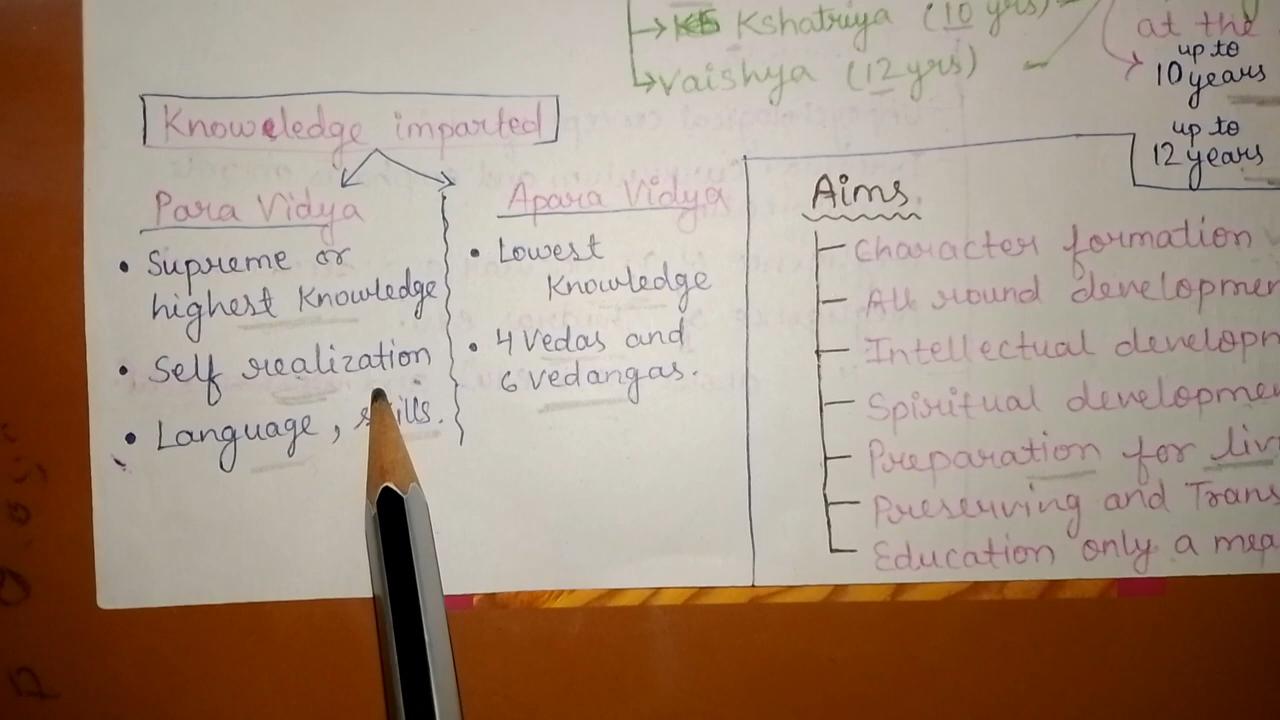 Kshatriya (10 yrs)
Vaishya (12 yrs)
at the
up to
10 years
up to
12 years
Knowledge imparted
Para Vidya
• Supreme or
highest Knowledge
• Self realization
• Language, skills.
Apara Vidya
• Lowest
Knowledge
• 4 Vedas and
6 Vedangas.
Aims
Character formation
All round developmen
Intellectual developm
Spiritual developme
Preparation for livi
Preserving and Trans
Education only a mea